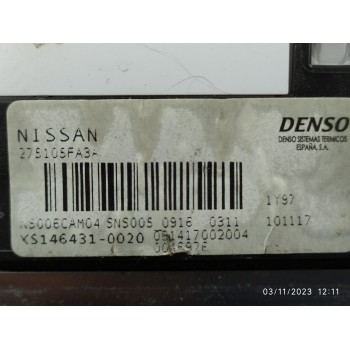 NISSAN
275105FA3A
DENSO
DENSO SISTEMAS TERMICOS
ESPAÑA, S.A.
1Y97
NS006CAM04 SNS005 0916 0311 101117
XS146431-0020 051417002004
03/11/2023 12:11